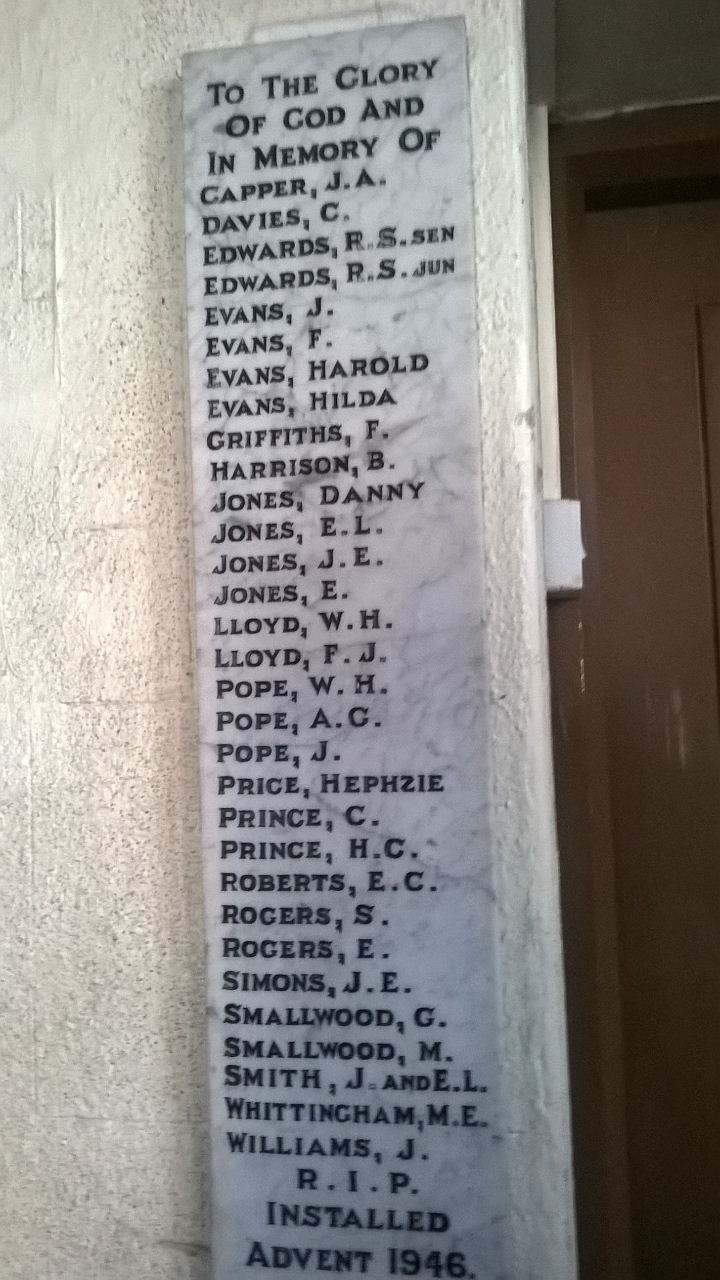 TO THE GLORY
OF GOD AND
IN MEMORY OF
CAPPER, J.A.
DAVIES, C.
EDWARDS, R.S. SEN
EDWARDS, R.S. JUN
EVANS, J.
EVANS, F.
EVANS, HAROLD
EVANS, HILDA
GRIFFITHS, F.
HARRISON, B.
JONES, DANNY
JONES, E.L.
JONES, J.E.
JONES, E.
LLOYD, W.H.
LLOYD, F.J.
POPE, W.H.
POPE, A.G.
POPE, J.
PRICE, HEPHZIE
PRINCE, C.
PRINCE, H.C.
ROBERTS, E.C.
ROGERS, S.
ROGERS, E.
SIMONS, J.E.
SMALLWOOD, G.
SMALLWOOD, M.
SMITH, J. AND E.L.
WHITTINGHAM, M.E.
WILLIAMS, J.
R.I.P.
INSTALLED
ADVENT 1946.